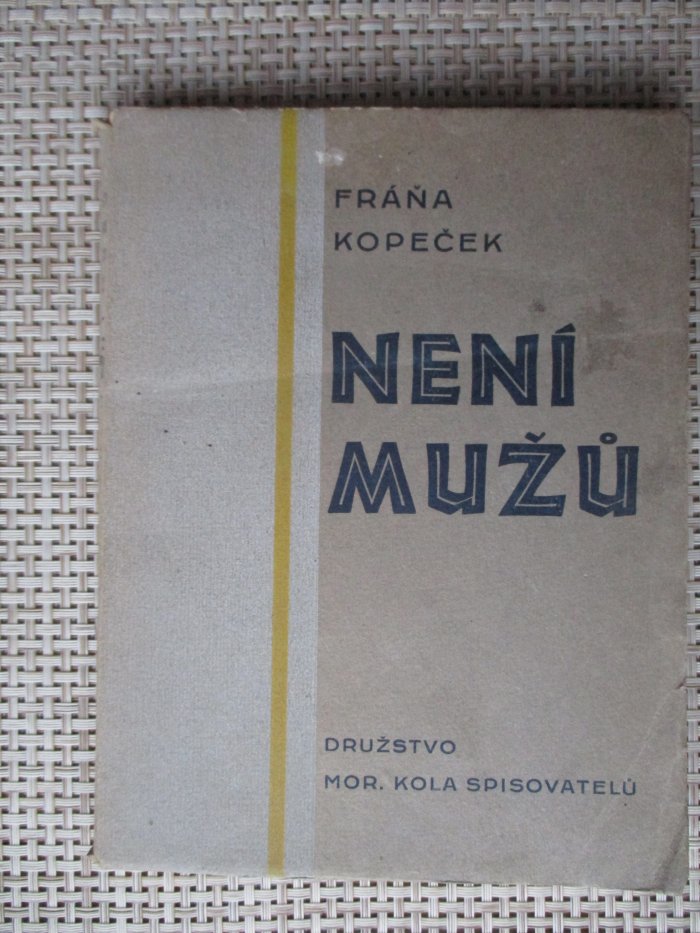 FRÁŇA
KOPEČEK
NENÍ
MUŽŮ
DRUŽSTVO
MOR. KOLA SPISOVATELŮ